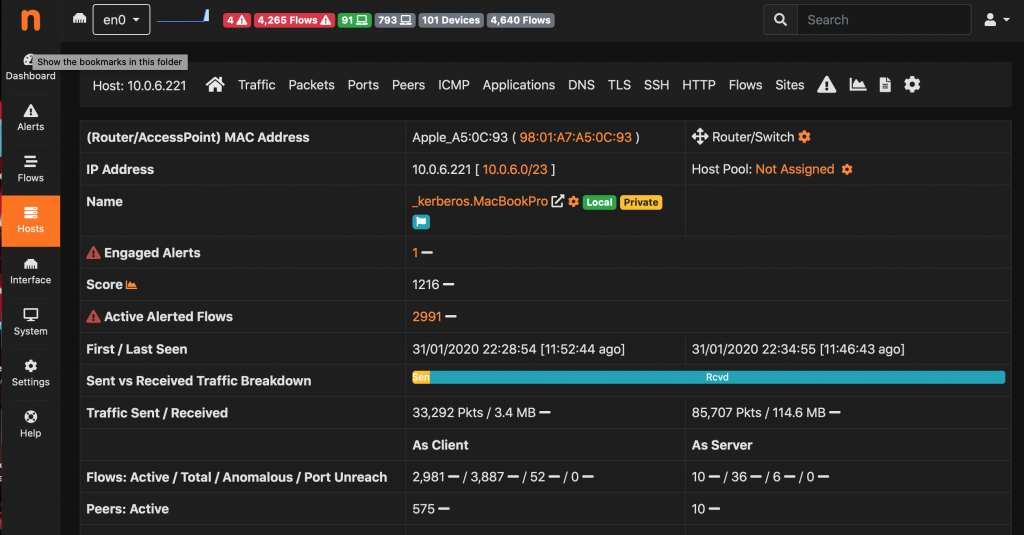 n
en0
4
4,265 Flows
91
793
101 Devices
4,640 Flows
Search
Show the bookmarks in this folder
Dashboard
Alerts
Flows
Hosts
Interface
System
Settings
Help
Host: 10.0.6.221 Traffic Packets Ports Peers ICMP Applications DNS TLS SSH HTTP Flows Sites
(Router/AccessPoint) MAC Address Apple_A5:0C:93 ( 98:01:A7:A5:0C:93 ) Router/Switch
IP Address 10.0.6.221 [ 10.0.6.0/23 ] Host Pool: Not Assigned
Name _kerberos.MacBookPro Local Private
Engaged Alerts 1 —
Score 1216 —
Active Alerted Flows 2991 —
First / Last Seen 31/01/2020 22:28:54 [11:52:44 ago] 31/01/2020 22:34:55 [11:46:43 ago]
Sent vs Received Traffic Breakdown Sen Rcvd
Traffic Sent / Received 33,292 Pkts / 3.4 MB — 85,707 Pkts / 114.6 MB —
As Client As Server
Flows: Active / Total / Anomalous / Port Unreach 2,981 — / 3,887 — / 52 — / 0 — 10 — / 36 — / 6 — / 0 —
Peers: Active 575 — 10 —